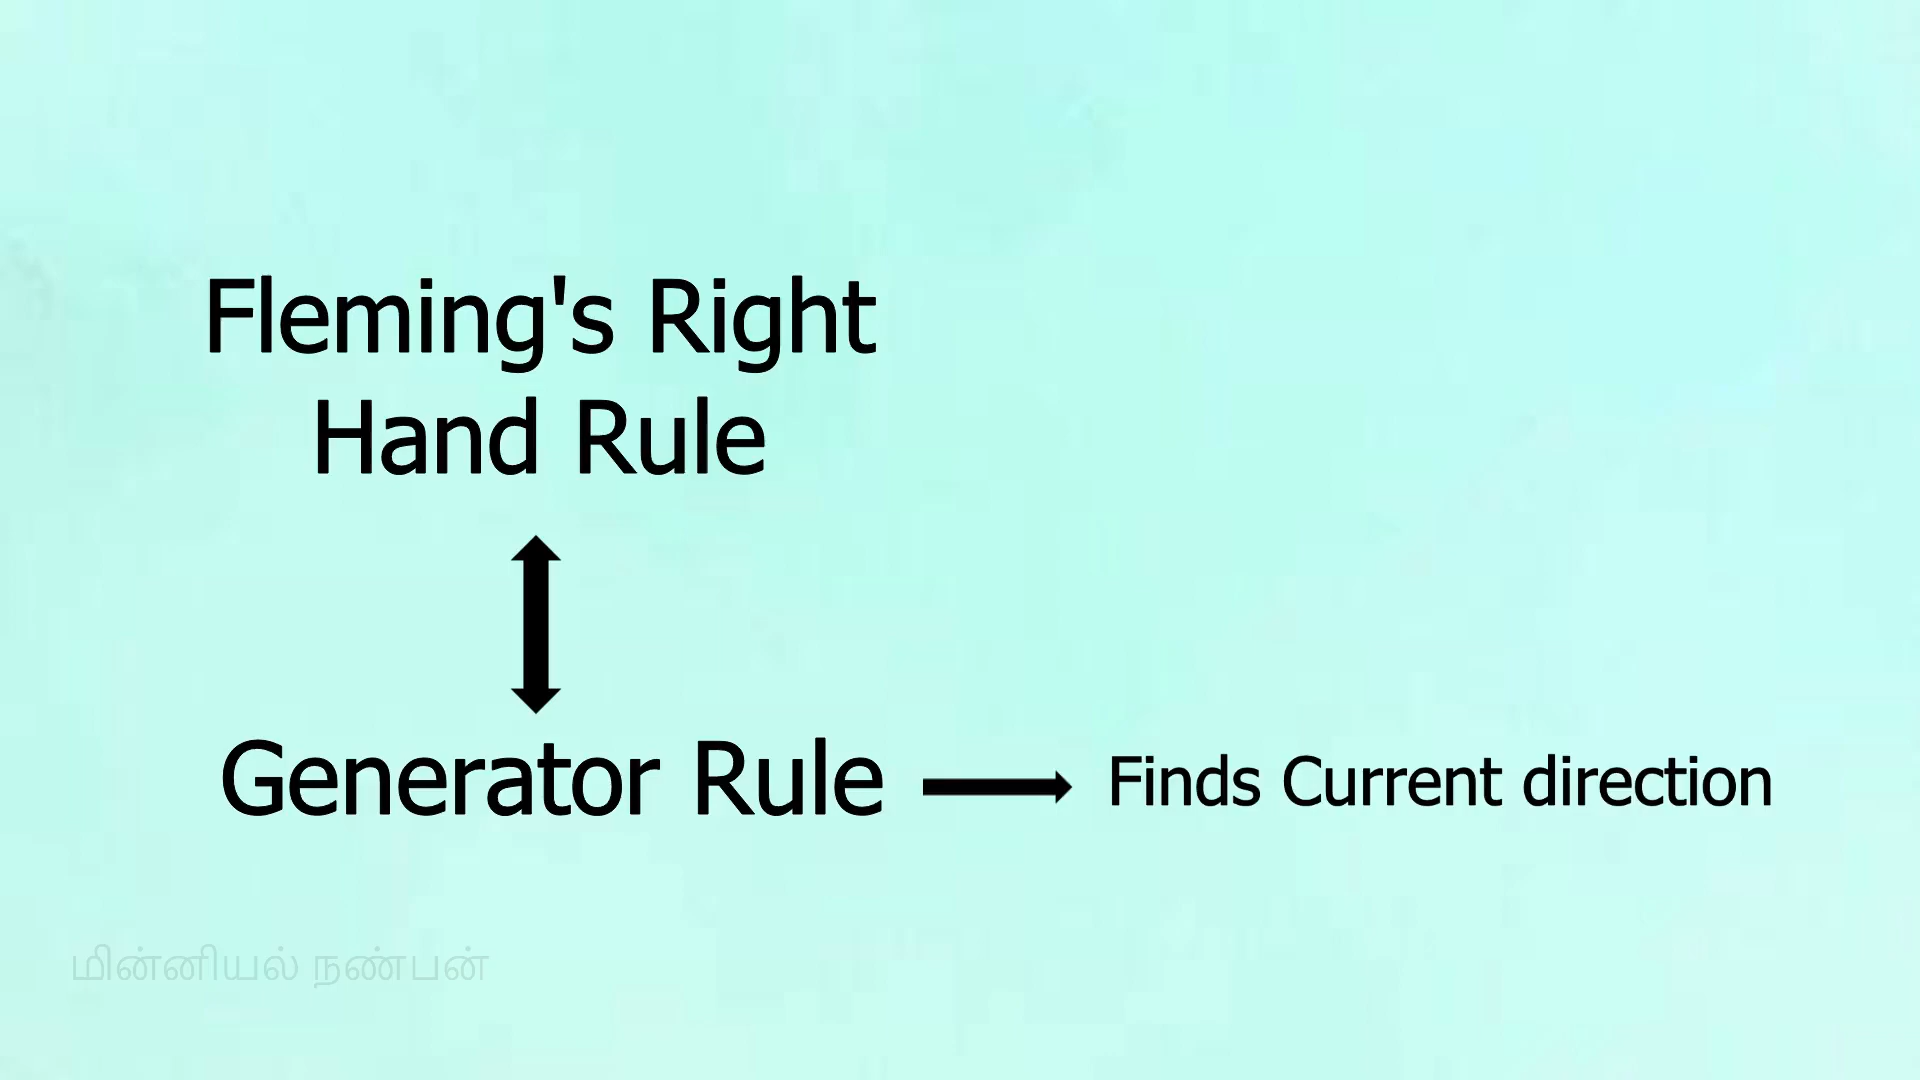 Fleming's Right
Hand Rule
Generator Rule
Finds Current direction
மின்னியல் நண்பன்